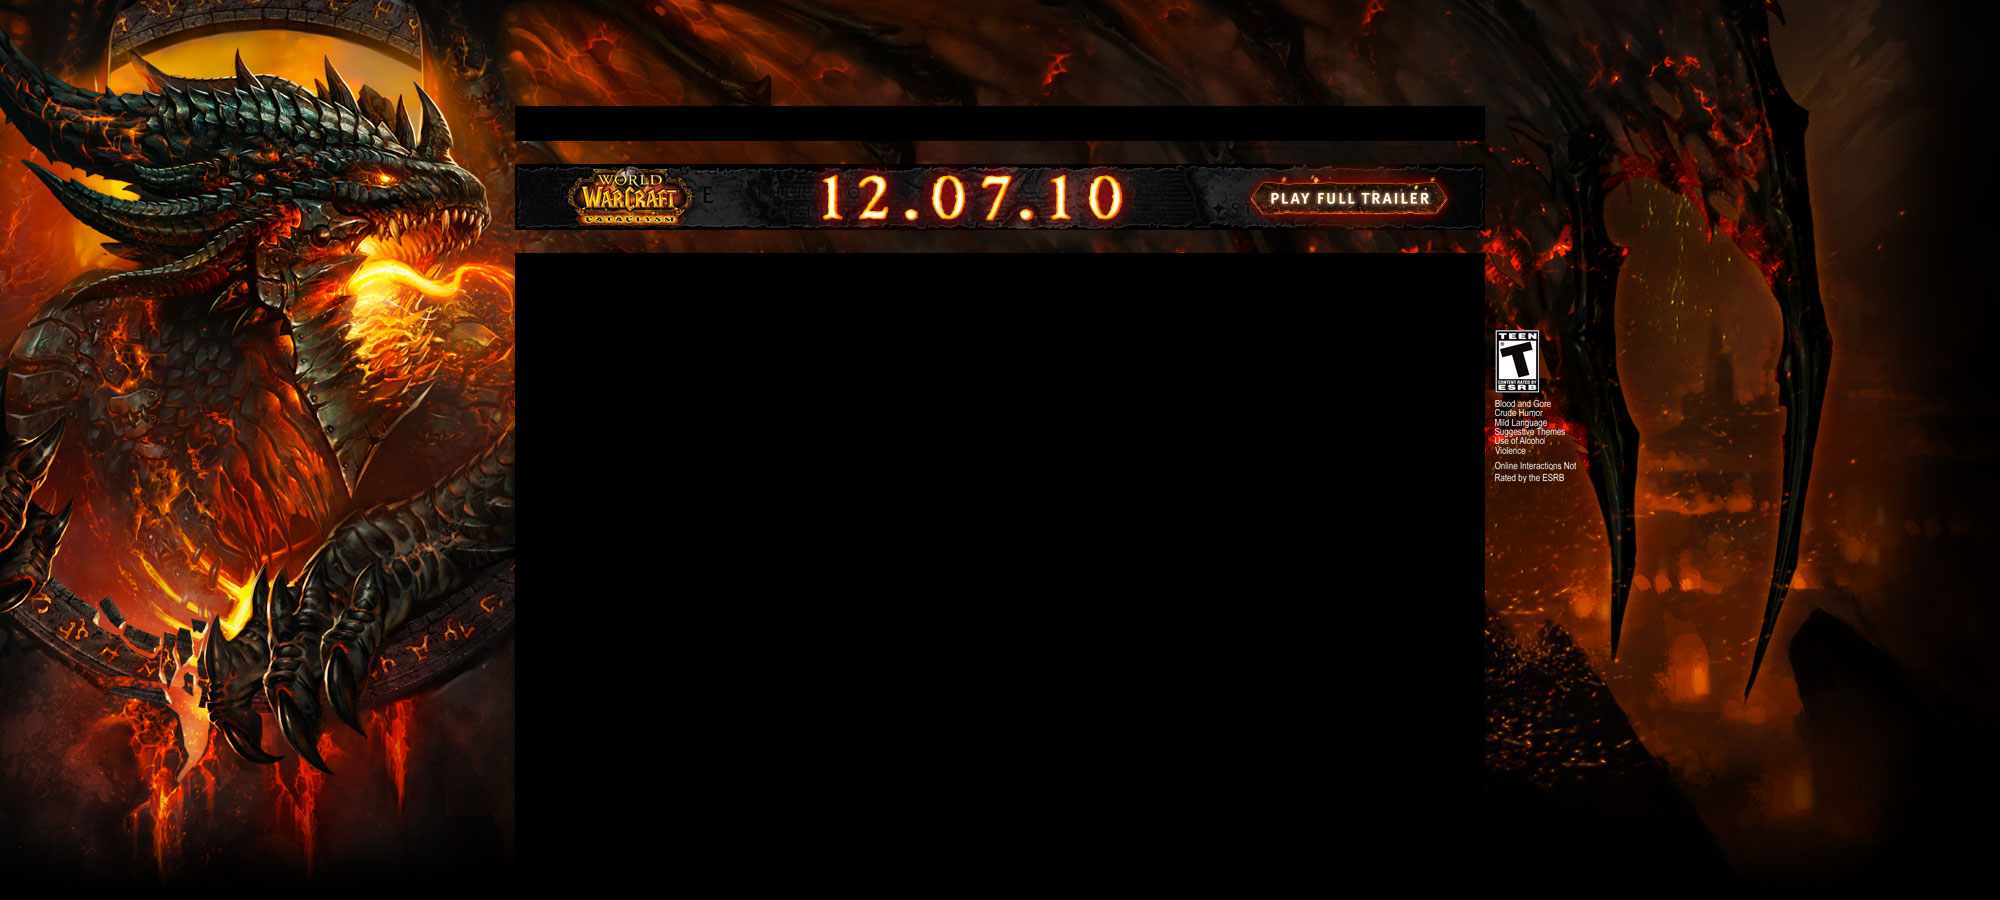 WORLD
WARCRAFT
CATACLYSM
12.07.10
PLAY FULL TRAILER
TEEN
T
CONTENT RATED BY
ESRB
Blood and Gore
Crude Humor
Mild Language
Suggestive Themes
Use of Alcohol
Violence
Online Interactions Not
Rated by the ESRB